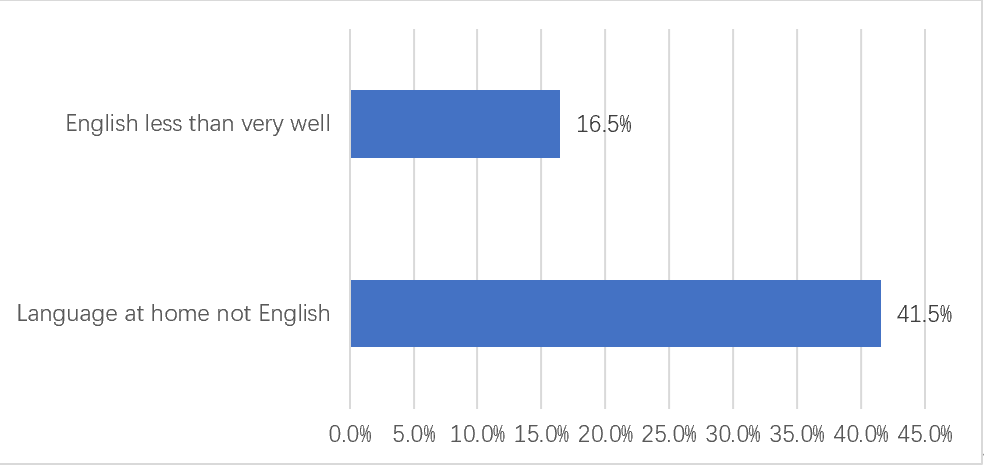 English less than very well
16.5%
Language at home not English
41.5%
0.0% 5.0% 10.0% 15.0% 20.0% 25.0% 30.0% 35.0% 40.0% 45.0%